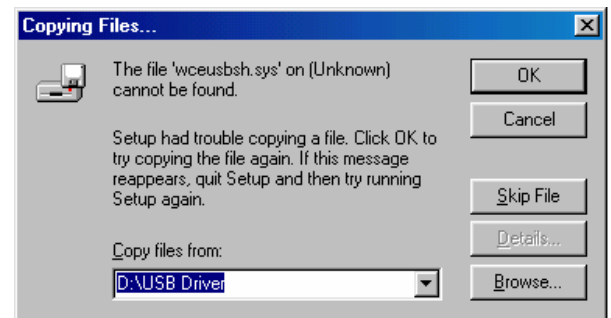 Copying Files...
The file 'wceusbsh.sys' on (Unknown)
cannot be found.
Setup had trouble copying a file. Click OK to
try copying the file again. If this message
reappears, quit Setup and then try running
Setup again.
Copy files from:
D:\USB Driver
OK
Cancel
Skip File
Details...
Browse...